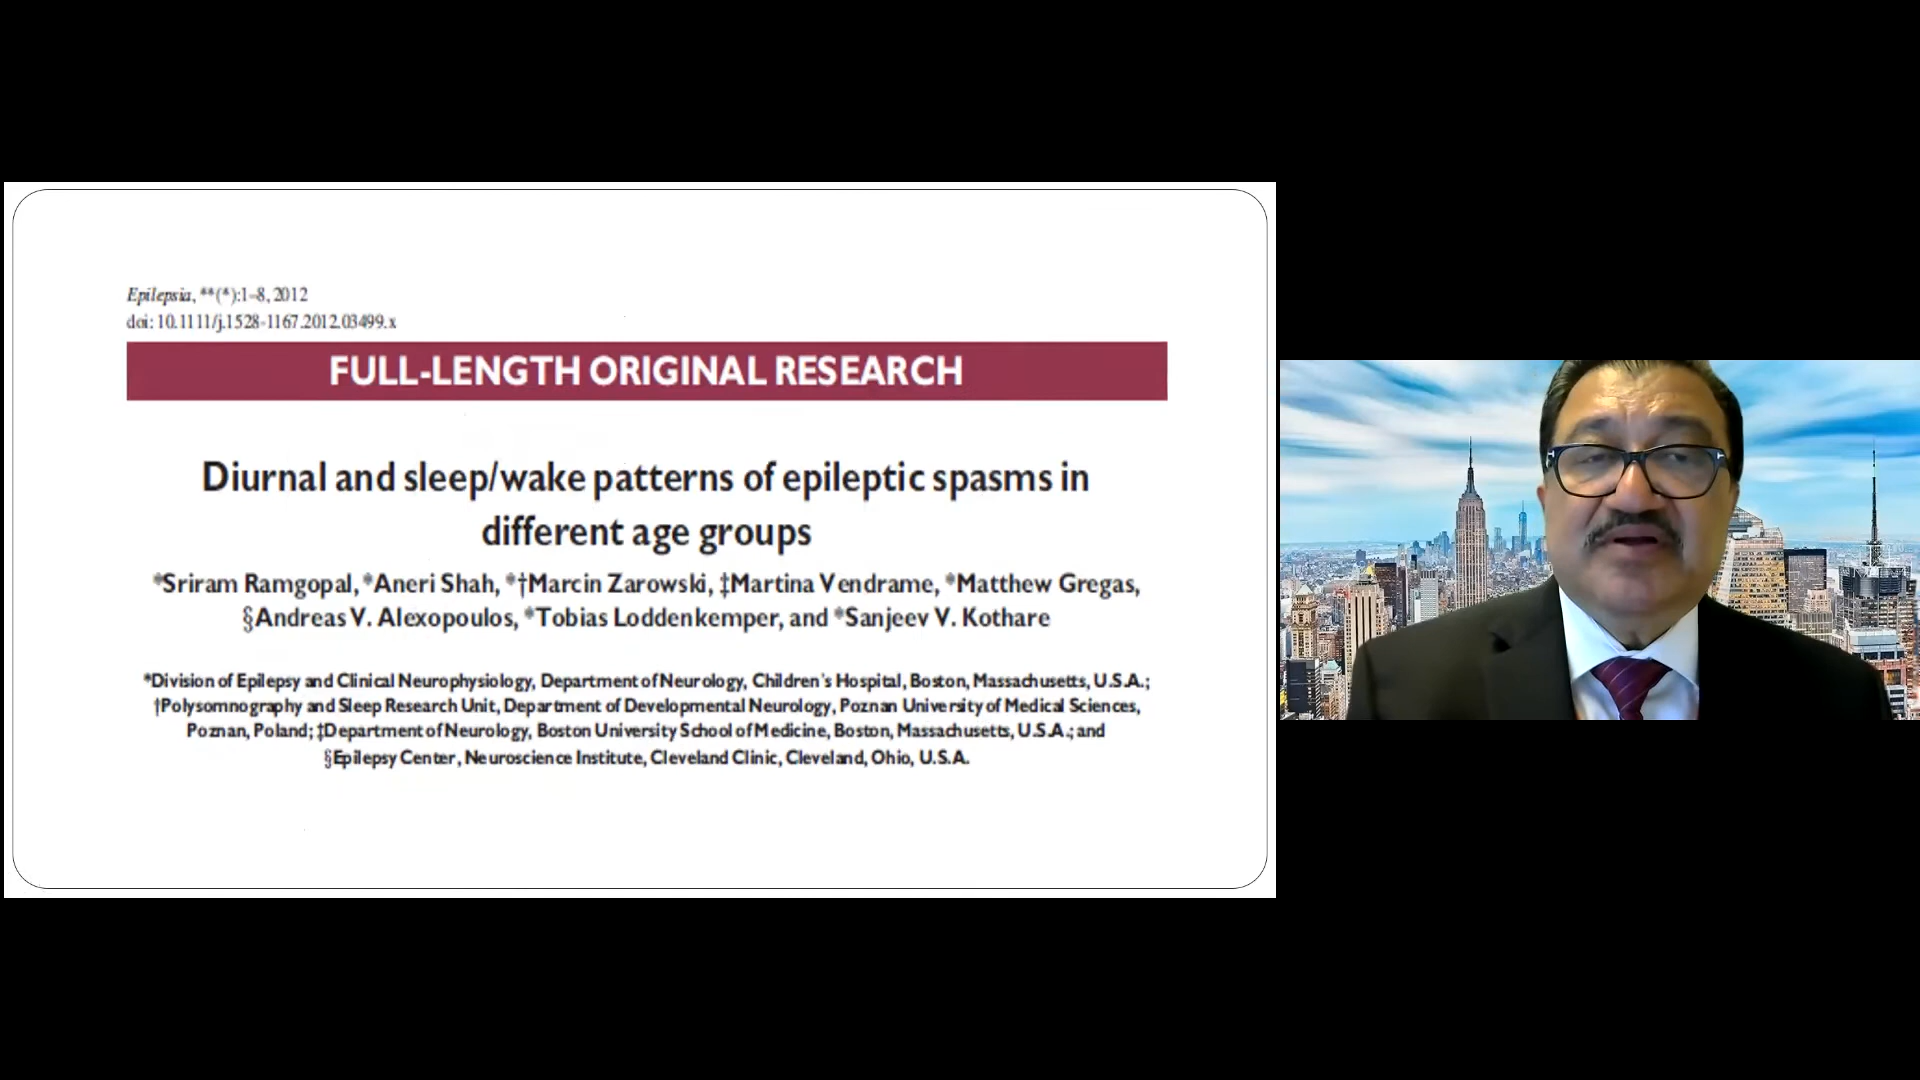 Epilepsia, **(*):1–8, 2012
doi: 10.1111/j.1528-1167.2012.03499.x
FULL-LENGTH ORIGINAL RESEARCH
Diurnal and sleep/wake patterns of epileptic spasms in
different age groups
*Sriram Ramgopal, *Aneri Shah, *†Marcin Zarowski, ‡Martina Vendrame, *Matthew Gregas,
§Andreas V. Alexopoulos, *Tobias Loddenkemper, and *Sanjeev V. Kothare
*Division of Epilepsy and Clinical Neurophysiology, Department of Neurology, Children's Hospital, Boston, Massachusetts, U.S.A.;
†Polysomnography and Sleep Research Unit, Department of Developmental Neurology, Poznan University of Medical Sciences,
Poznan, Poland; ‡Department of Neurology, Boston University School of Medicine, Boston, Massachusetts, U.S.A.; and
§Epilepsy Center, Neuroscience Institute, Cleveland Clinic, Cleveland, Ohio, U.S.A.